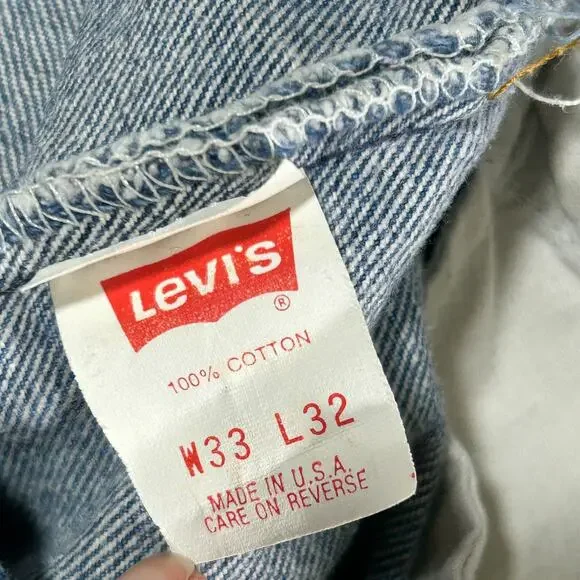 Levi's ®
100% COTTON
W33 L32
MADE IN U.S.A.
CARE ON REVERSE